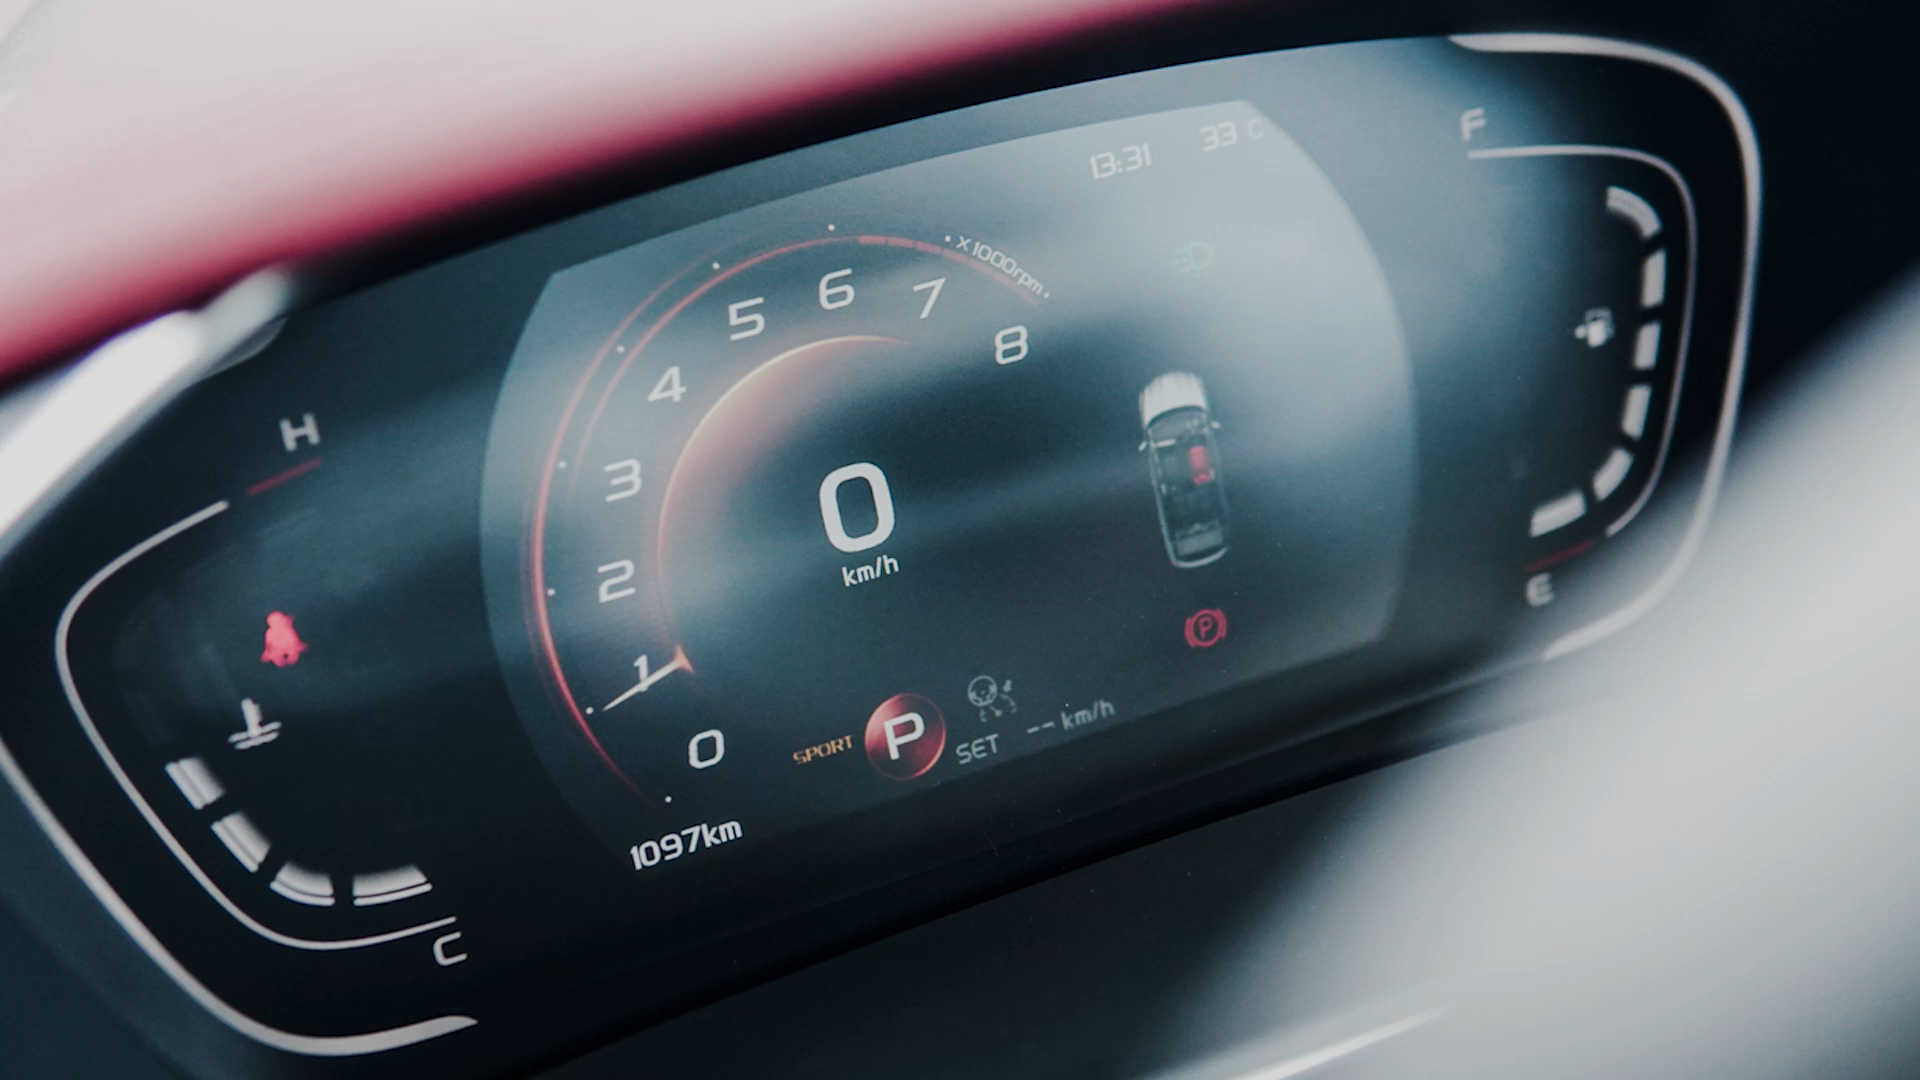 13:31 33 C
F
x1000rpm
H
8
7
6
5
4
3
2
1
0
0
km/h
E
P
SPORT
P
SET -- km/h
1097km
C